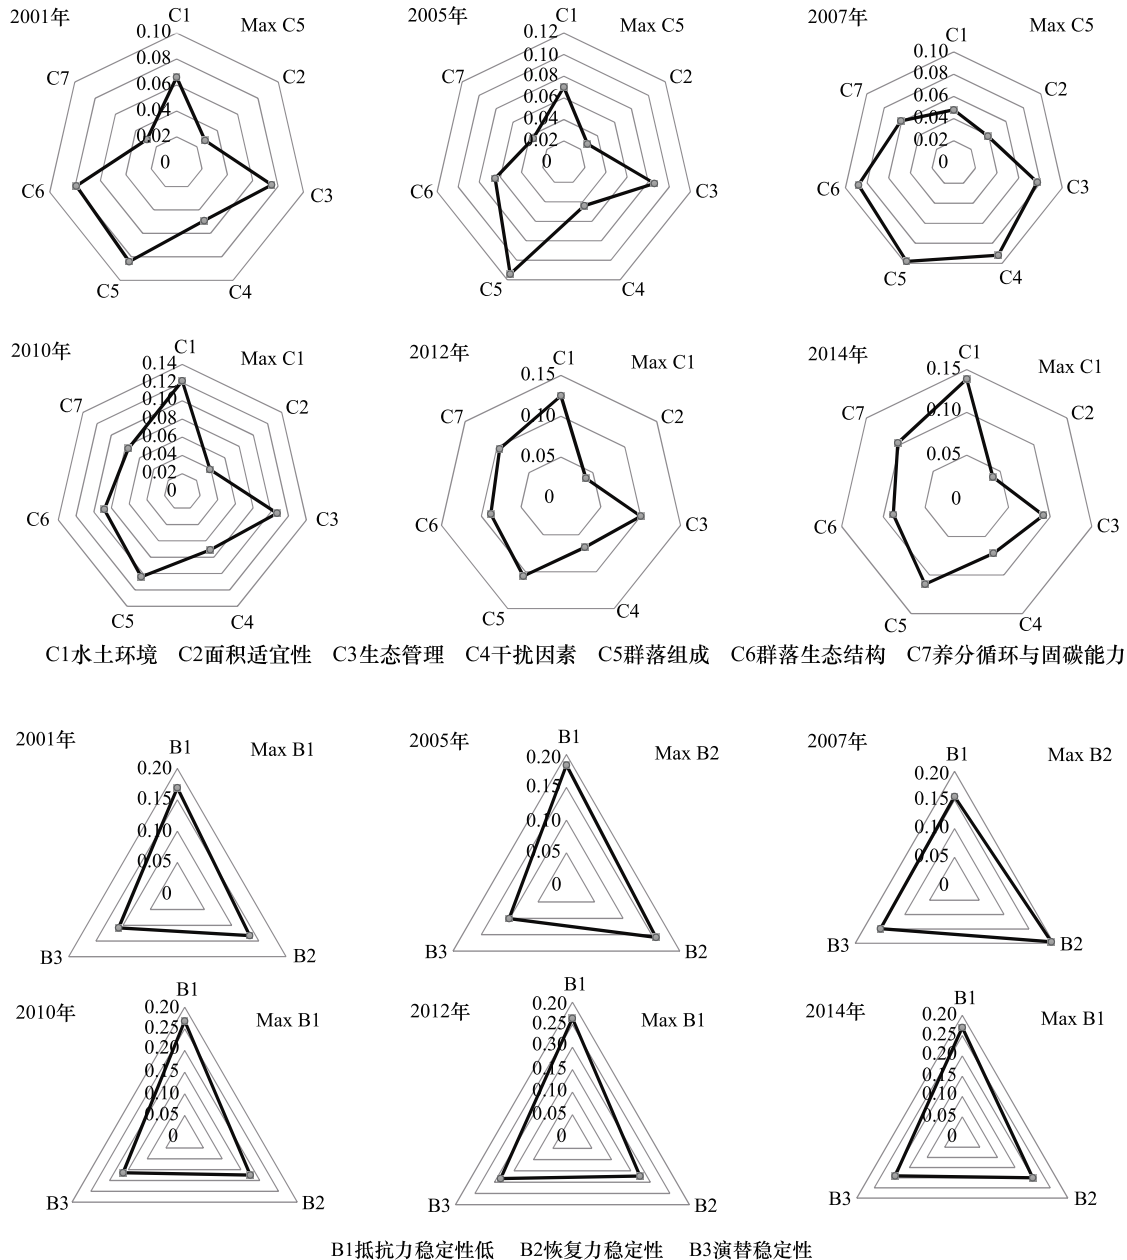 2001年 C1 Max C5
0.10
0.08
0.06
0.04
0.02
0
C2
C3
C4
C5
C6
C7
2005年 C1 Max C5
0.12
0.10
0.08
0.06
0.04
0.02
0
C2
C3
C4
C5
C6
C7
2007年 C1 Max C5
0.10
0.08
0.06
0.04
0.02
0
C2
C3
C4
C5
C6
C7
2010年 C1 Max C1
0.14
0.12
0.10
0.08
0.06
0.04
0.02
0
C2
C3
C4
C5
C6
C7
2012年 C1 Max C1
0.15
0.10
0.05
0
C2
C3
C4
C5
C6
C7
2014年 C1 Max C1
0.15
0.10
0.05
0
C2
C3
C4
C5
C6
C7
C1水土环境 C2面积适宜性 C3生态管理 C4干扰因素 C5群落组成 C6群落生态结构 C7养分循环与固碳能力
2001年 B1 Max B1
0.20
0.15
0.10
0.05
0
B3 B2
2005年 B1 Max B2
0.20
0.15
0.10
0.05
0
B3 B2
2007年 B1 Max B2
0.20
0.15
0.10
0.05
0
B3 B2
2010年 B1 Max B1
0.20
0.25
0.20
0.15
0.10
0.05
0
B3 B2
2012年 B1 Max B1
0.20
0.25
0.30
0.15
0.10
0.05
0
B3 B2
2014年 B1 Max B1
0.20
0.25
0.20
0.15
0.10
0.05
0
B3 B2
B1抵抗力稳定性低 B2恢复力稳定性 B3演替稳定性